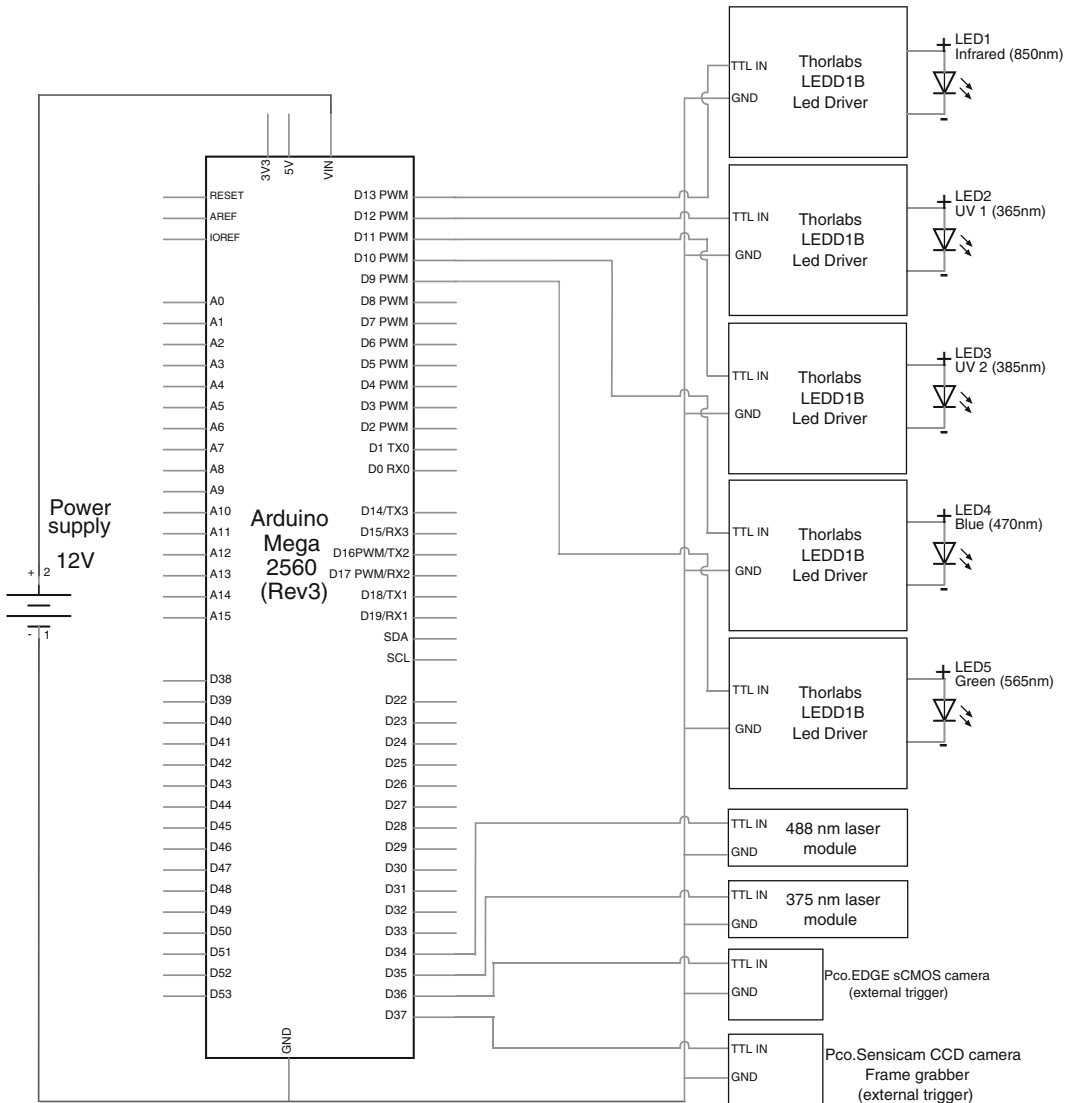 Power
supply
12V
+ 2
- 1
3V3
5V
VIN
RESET
AREF
IOREF
A0
A1
A2
A3
A4
A5
A6
A7
A8
A9
A10
A11
A12
A13
A14
A15
D38
D39
D40
D41
D42
D43
D44
D45
D46
D47
D48
D49
D50
D51
D52
D53
Arduino
Mega
2560
(Rev3)
D13 PWM
D12 PWM
D11 PWM
D10 PWM
D9 PWM
D8 PWM
D7 PWM
D6 PWM
D5 PWM
D4 PWM
D3 PWM
D2 PWM
D1 TX0
D0 RX0
D14/TX3
D15/RX3
D16PWM/TX2
D17 PWM/RX2
D18/TX1
D19/RX1
SDA
SCL
D22
D23
D24
D25
D26
D27
D28
D29
D30
D31
D32
D33
D34
D35
D36
D37
GND
TTL IN
GND
Thorlabs
LEDD1B
Led Driver
+ LED1
Infrared (850nm)
-
TTL IN
GND
Thorlabs
LEDD1B
Led Driver
+ LED2
UV 1 (365nm)
-
TTL IN
GND
Thorlabs
LEDD1B
Led Driver
+ LED3
UV 2 (385nm)
-
TTL IN
GND
Thorlabs
LEDD1B
Led Driver
+ LED4
Blue (470nm)
-
TTL IN
GND
Thorlabs
LEDD1B
Led Driver
+ LED5
Green (565nm)
-
TTL IN
GND
488 nm laser
module
TTL IN
GND
375 nm laser
module
TTL IN
GND
Pco.EDGE sCMOS camera
(external trigger)
TTL IN
GND
Pco.Sensicam CCD camera
Frame grabber
(external trigger)